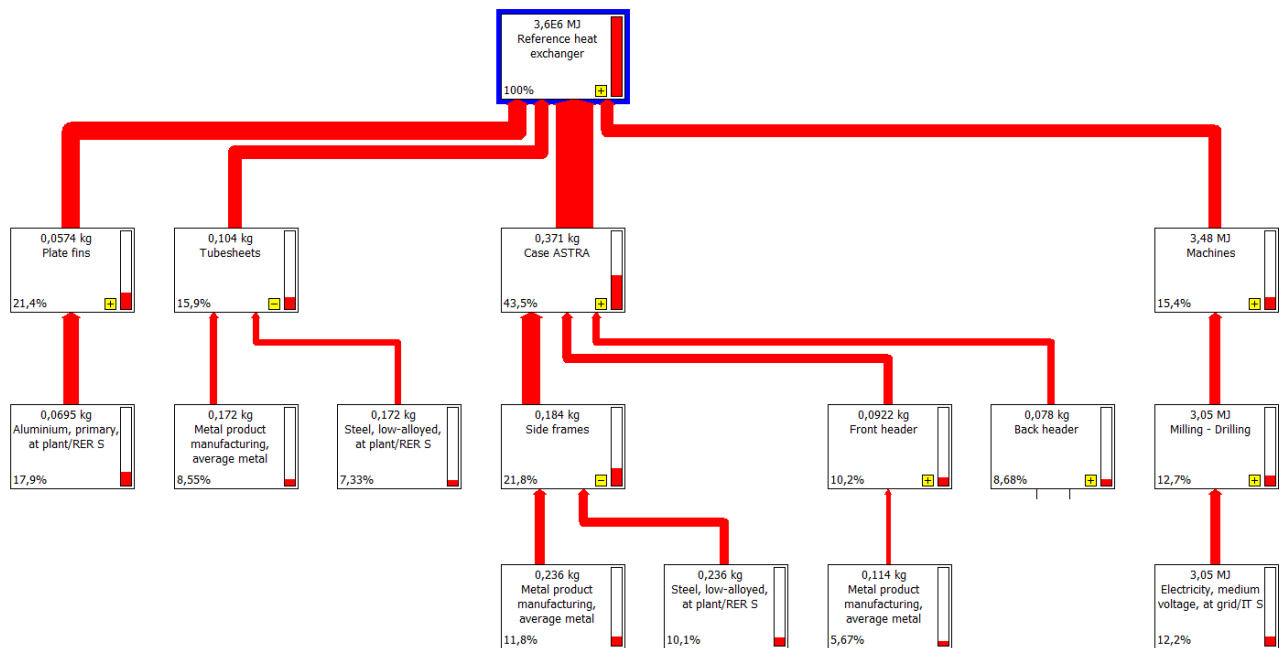 3,6E6 MJ
Reference heat
exchanger
100%
0,0574 kg
Plate fins
21,4%
0,104 kg
Tubesheets
15,9%
0,371 kg
Case ASTRA
43,5%
3,48 MJ
Machines
15,4%
0,0695 kg
Aluminium, primary,
at plant/RER S
17,9%
0,172 kg
Metal product
manufacturing,
average metal
8,55%
0,172 kg
Steel, low-alloyed,
at plant/RER S
7,33%
0,184 kg
Side frames
21,8%
0,0922 kg
Front header
10,2%
0,078 kg
Back header
8,68%
3,05 MJ
Milling - Drilling
12,7%
0,236 kg
Metal product
manufacturing,
average metal
11,8%
0,236 kg
Steel, low-alloyed,
at plant/RER S
10,1%
0,114 kg
Metal product
manufacturing,
average metal
5,67%
3,05 MJ
Electricity, medium
voltage, at grid/IT S
12,2%